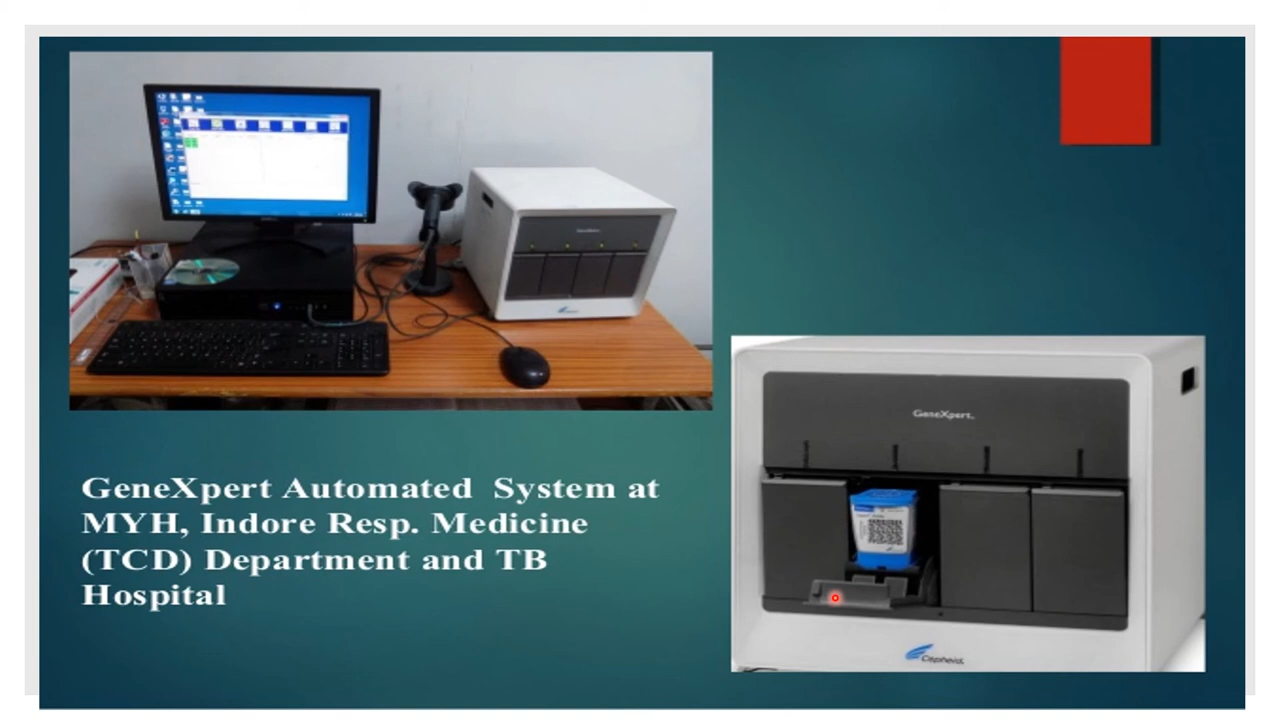 GeneXpert Automated System at
MYH, Indore Resp. Medicine
(TCD) Department and TB
Hospital
GeneXpert
Cepheid